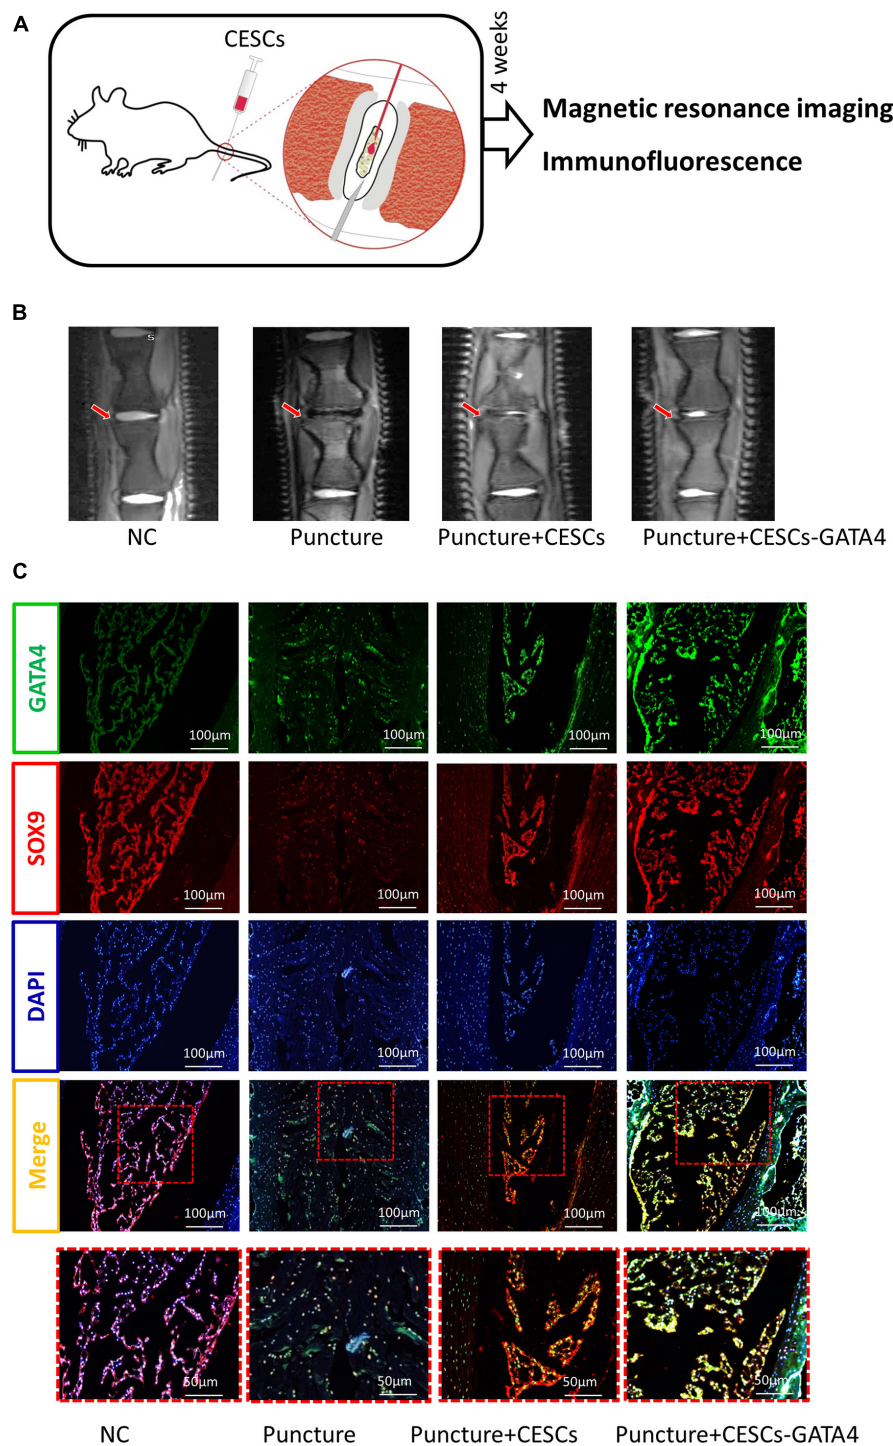 A
CESCs
4 weeks
Magnetic resonance imaging
Immunofluorescence
B
s
NC Puncture Puncture+CESCs Puncture+CESCs-GATA4
C
GATA4
100μm 100μm 100μm 100μm
SOX9
100μm 100μm 100μm 100μm
DAPI
100μm 100μm 100μm 100μm
Merge
100μm 100μm 100μm 100μm
50μm 50μm 50μm 50μm
NC Puncture Puncture+CESCs Puncture+CESCs-GATA4